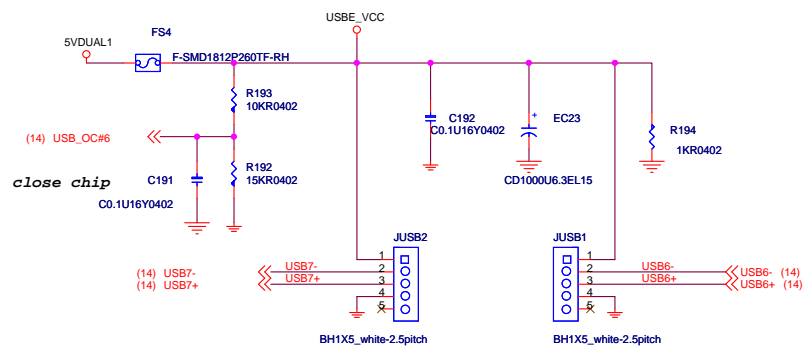 USBE_VCC
5VDUAL1
FS4
F-SMD1812P260TF-RH
R193
10KR0402
C192
C0.1U16Y0402
+
EC23
CD1000U6.3EL15
R194
1KR0402
(14) USB_OC#6
close chip
C191
C0.1U16Y0402
R192
15KR0402
JUSB2
JUSB1
(14) USB7-
(14) USB7+
USB7-
USB7+
1
2
3
4
5
BH1X5_white-2.5pitch
1
2
3
4
5
USB6-
USB6+
USB6- (14)
USB6+ (14)
BH1X5_white-2.5pitch